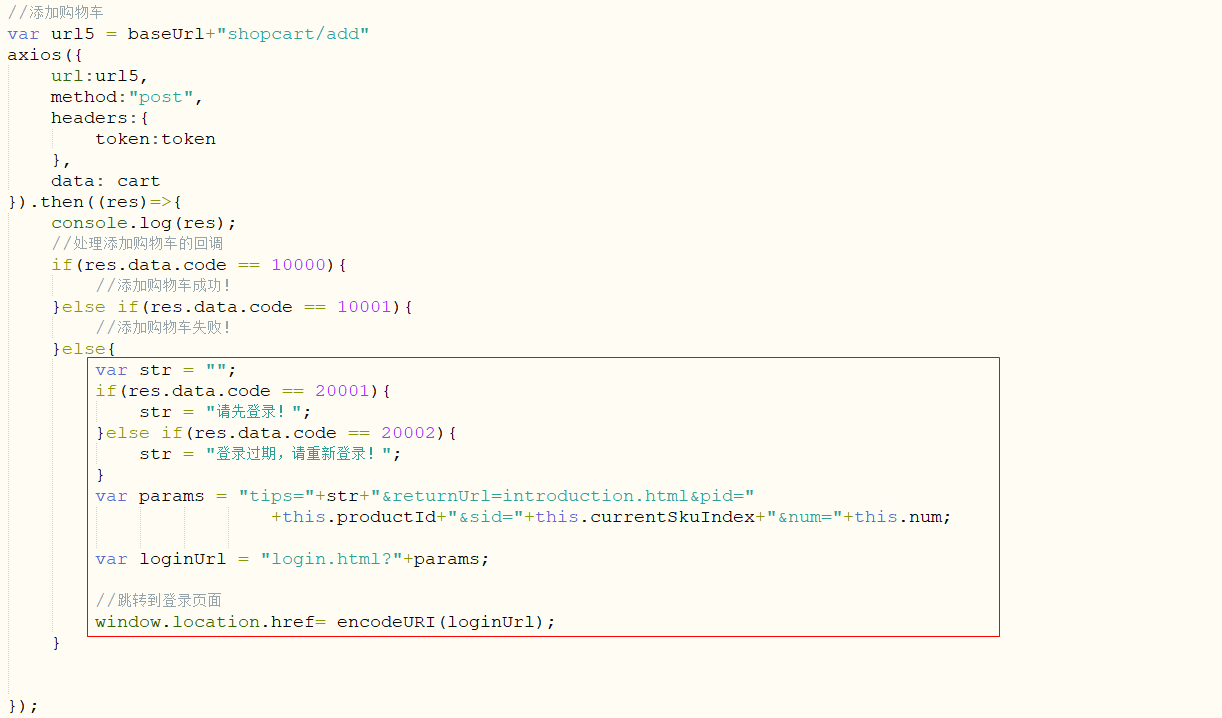 //添加购物车
var url5 = baseUrl+"shopcart/add"
axios({
    url:url5,
    method:"post",
    headers:{
        token:token
    },
    data: cart
}).then((res)=>{
    console.log(res);
    //处理添加购物车的回调
    if(res.data.code == 10000){
        //添加购物车成功!
    }else if(res.data.code == 10001){
        //添加购物车失败!
    }else{
        var str = "";
        if(res.data.code == 20001){
            str = "请先登录!";
        }else if(res.data.code == 20002){
            str = "登录过期，请重新登录!";
        }
        var params = "tips="+str+"&returnUrl=introduction.html&pid="
                        +this.productId+"&sid="+this.currentSkuIndex+"&num="+this.num;
        var loginUrl = "login.html?"+params;
        //跳转到登录页面
        window.location.href= encodeURI(loginUrl);
    }
});